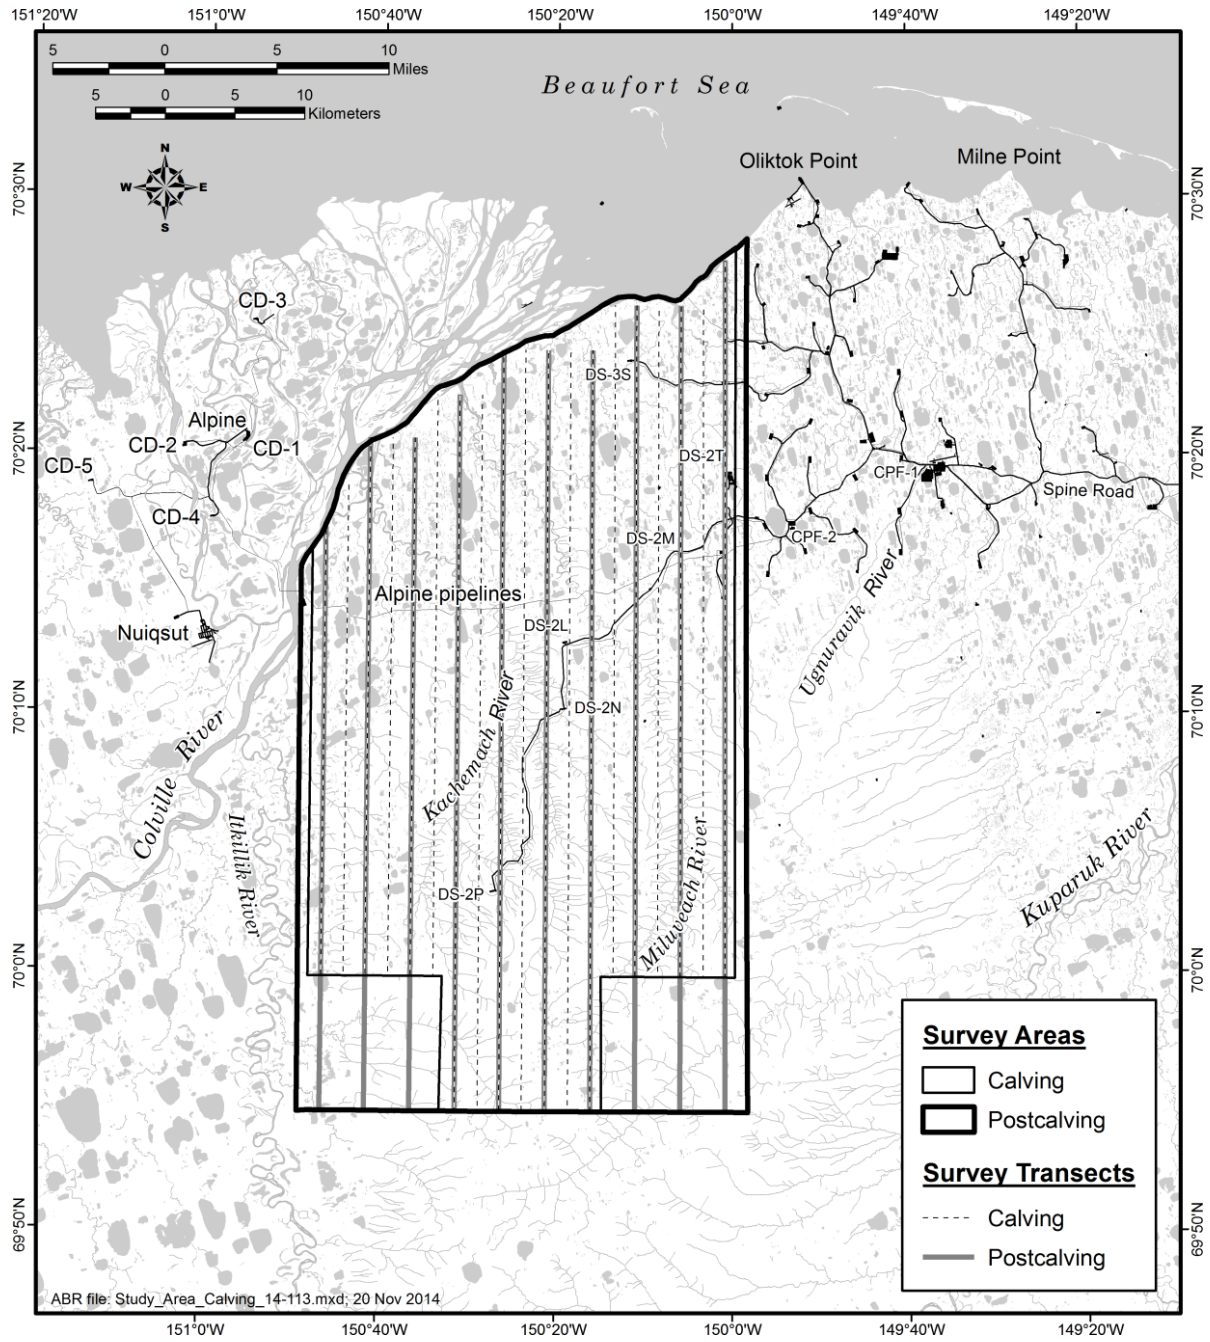 151°20'W 151°0'W 150°40'W 150°20'W 150°0'W 149°40'W 149°20'W
5 0 5 10
Miles
5 0 5 10
Kilometers
Beaufort Sea
N
W E
S
Oliktok Point
Milne Point
70°30'N
70°30'N
CD-3
DS-3S
Alpine
CD-2
CD-1
CD-5
CD-4
70°20'N
70°20'N
DS-2T
CPF-1
Spine Road
DS-2M
CPF-2
Alpine pipelines
Nuiqsut
DS-2L
Ugnuravik River
DS-2N
70°10'N
70°10'N
Colville River
Kachemach River
Itkillik River
Miluveach River
Kuparuk River
DS-2P
70°0'N
70°0'N
Survey Areas
Calving
Postcalving
Survey Transects
Calving
Postcalving
69°50'N
69°50'N
ABR file: Study_Area_Calving_14-113.mxd; 20 Nov 2014
151°0'W 150°40'W 150°20'W 150°0'W 149°40'W 149°20'W